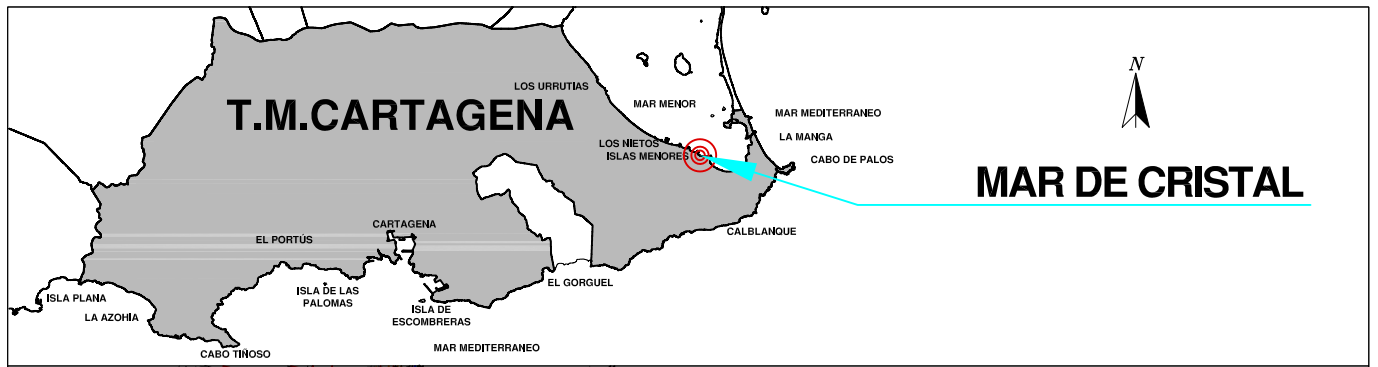 N
LOS URRUTIAS
T.M.CARTAGENA
MAR MENOR
MAR MEDITERRANEO
LA MANGA
LOS NIETOS
ISLAS MENORES
CABO DE PALOS
MAR DE CRISTAL
CARTAGENA
CALBLANQUE
EL PORTÚS
EL GORGUEL
ISLA PLANA
ISLA DE LAS
PALOMAS
LA AZOHÍA
ISLA DE
ESCOMBRERAS
CABO TIÑOSO
MAR MEDITERRANEO